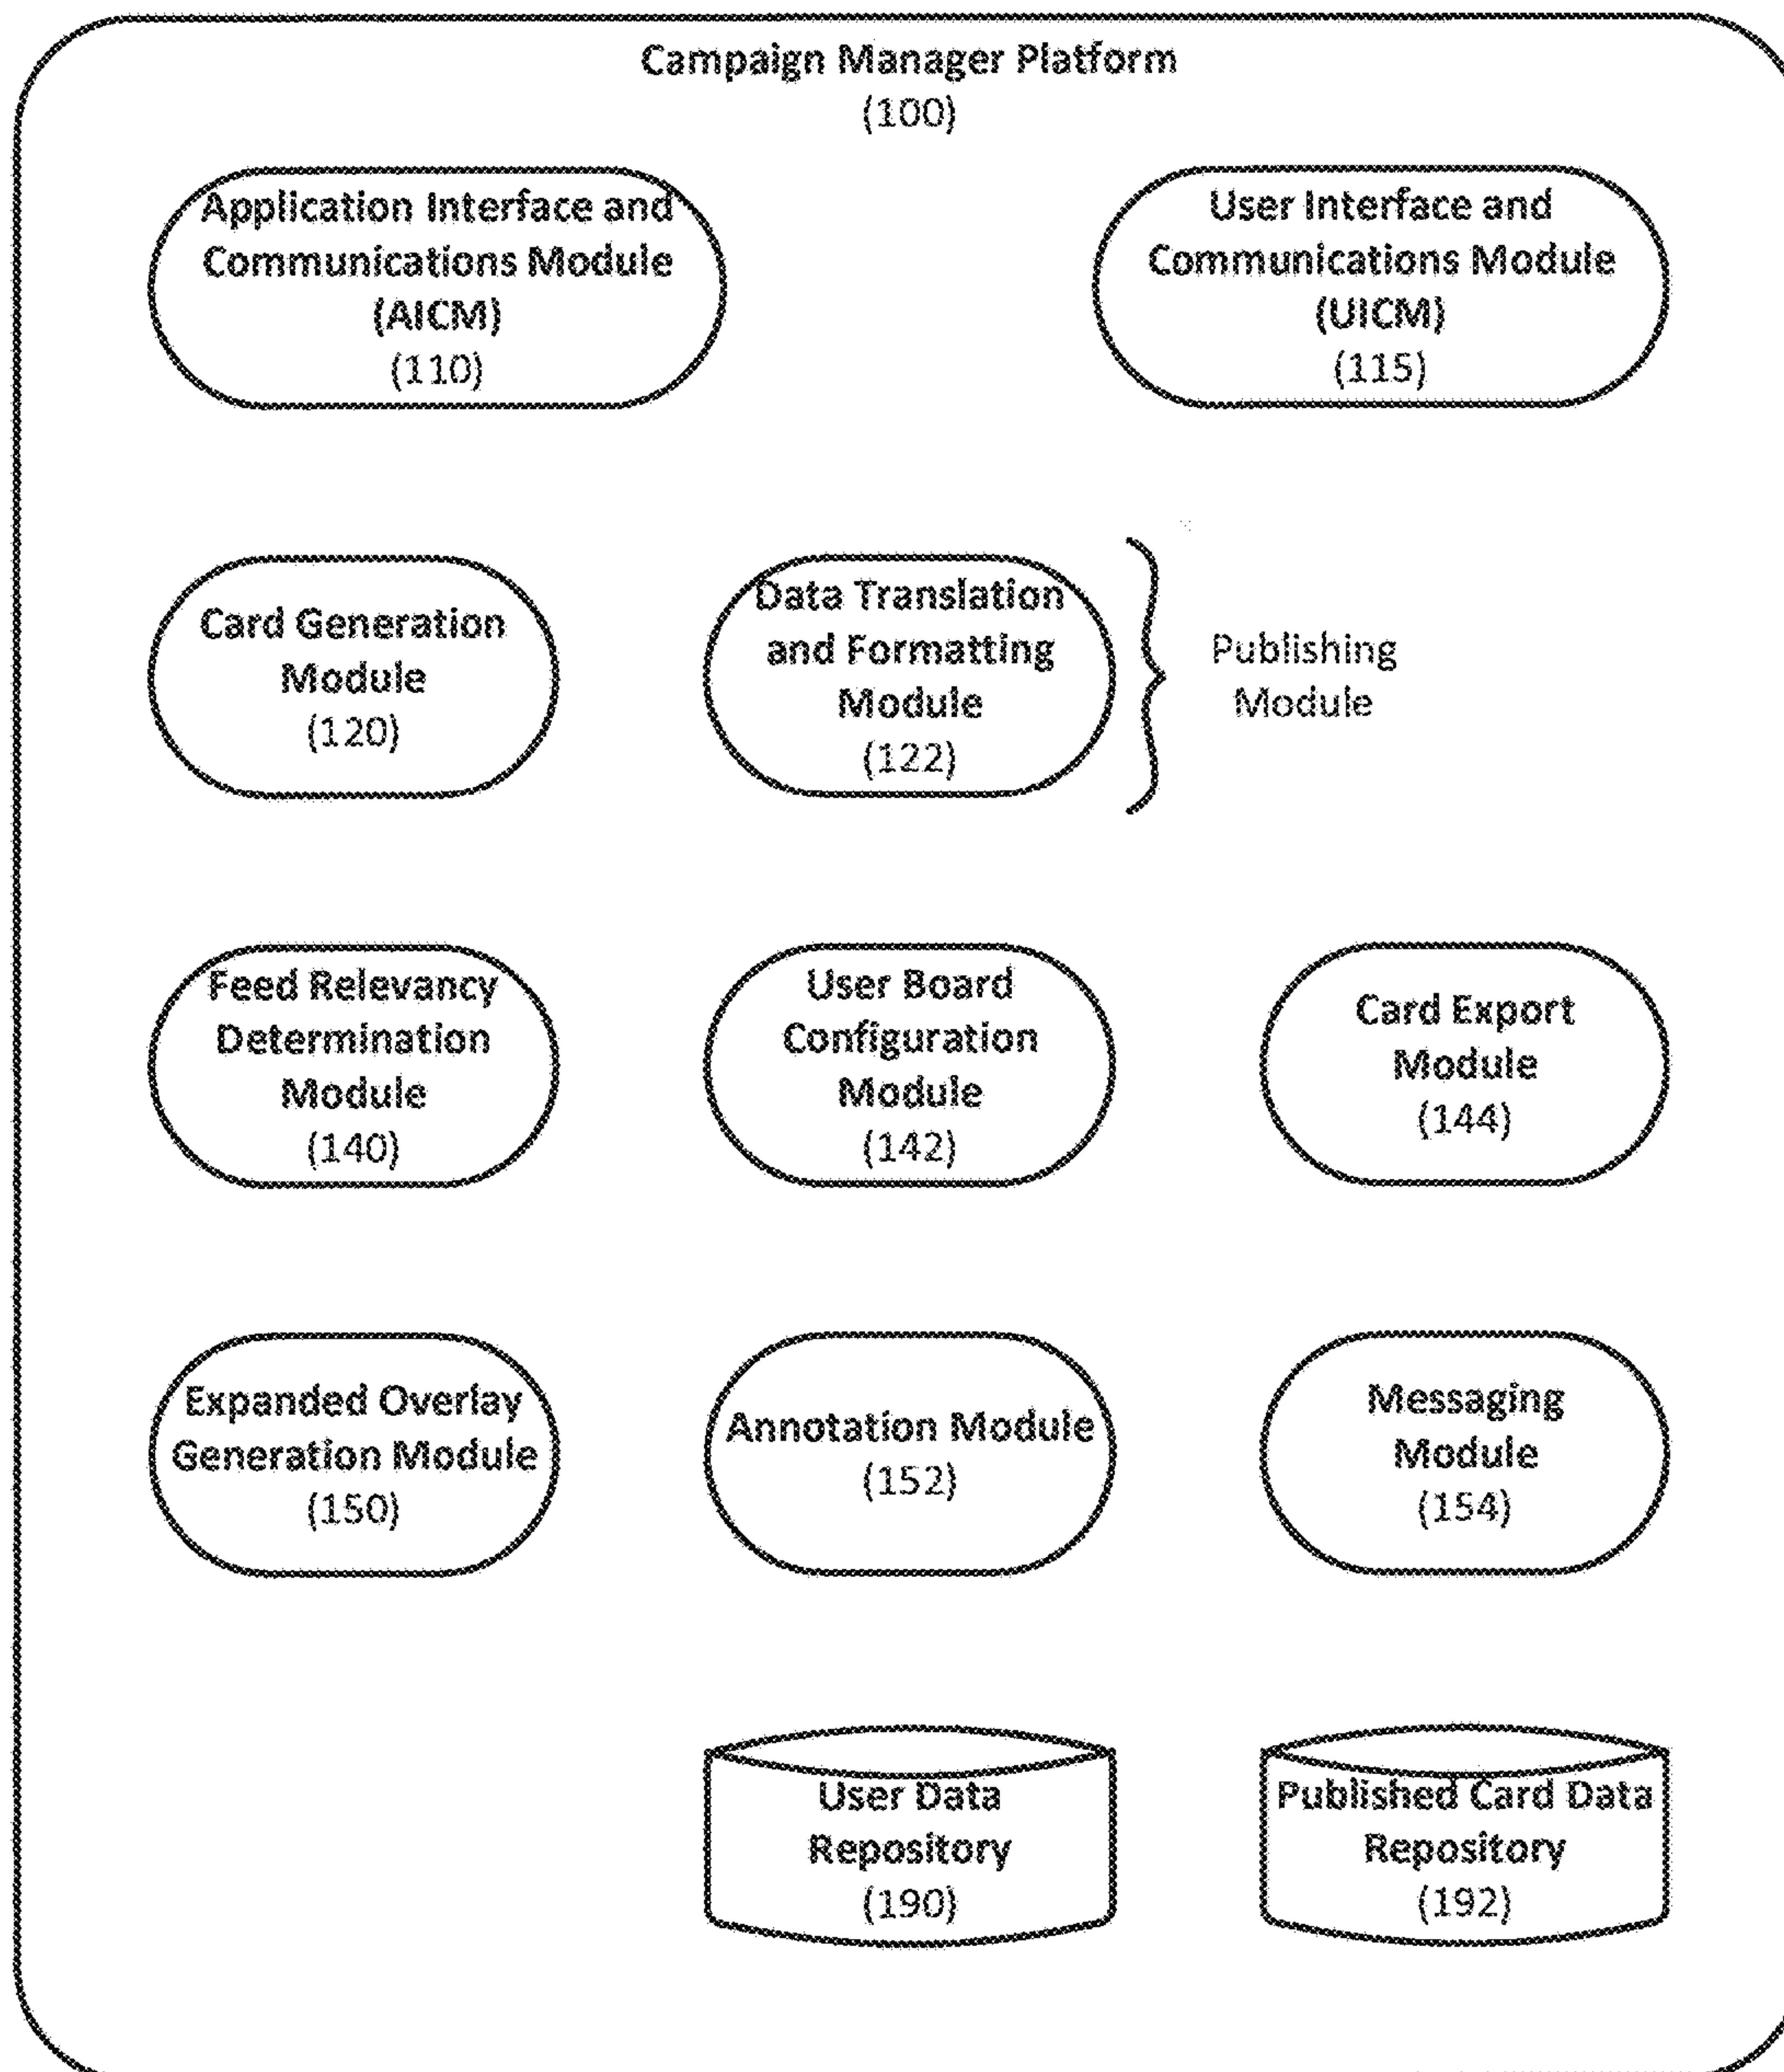 Campaign Manager Platform
(100)
Application Interface and
Communications Module
(AICM)
(110)
User Interface and
Communications Module
(UICM)
(115)
Card Generation
Module
(120)
Data Translation
and Formatting
Module
(122)
Publishing
Module
Feed Relevancy
Determination
Module
(140)
User Board
Configuration
Module
(142)
Card Export
Module
(144)
Expanded Overlay
Generation Module
(150)
Annotation Module
(152)
Messaging
Module
(154)
User Data
Repository
(190)
Published Card Data
Repository
(192)